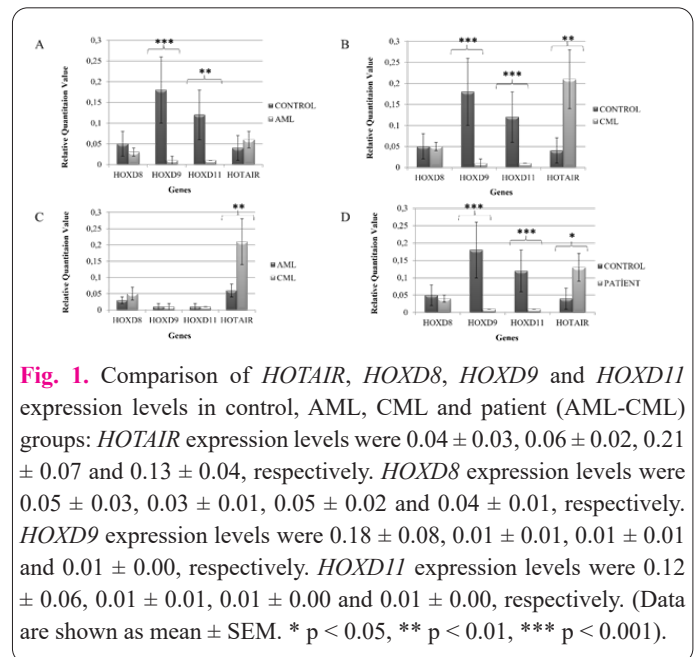 A
0,3
***
0,25
**
0,2
0,15
CONTROL
AML
0,1
0,05
0
HOXD8 HOXD9 HOXD11 HOTAIR
Genes
Relative Quantitaion Value
B
0,3
***
**
0,25
***
0,2
0,15
CONTROL
CML
0,1
0,05
0
HOXD8 HOXD9 HOXD11 HOTAIR
Genes
Relative Quantitaion Value
C
0,3
**
0,25
0,2
0,15
AML
CML
0,1
0,05
0
HOXD8 HOXD9 HOXD11 HOTAIR
Genes
Relative Quantitaion Value
D
0,3
***
0,25
***
*
0,2
0,15
CONTROL
PATİENT
0,1
0,05
0
HOXD8 HOXD9 HOXD11 HOTAIR
Genes
Relative Quantitaion Value
Fig. 1. Comparison of HOTAIR, HOXD8, HOXD9 and HOXD11
expression levels in control, AML, CML and patient (AML-CML)
groups: HOTAIR expression levels were 0.04 ± 0.03, 0.06 ± 0.02, 0.21
± 0.07 and 0.13 ± 0.04, respectively. HOXD8 expression levels were
0.05 ± 0.03, 0.03 ± 0.01, 0.05 ± 0.02 and 0.04 ± 0.01, respectively.
HOXD9 expression levels were 0.18 ± 0.08, 0.01 ± 0.01, 0.01 ± 0.01
and 0.01 ± 0.00, respectively. HOXD11 expression levels were 0.12
± 0.06, 0.01 ± 0.01, 0.01 ± 0.00 and 0.01 ± 0.00, respectively. (Data
are shown as mean ± SEM. * p < 0.05, ** p < 0.01, *** p < 0.001).